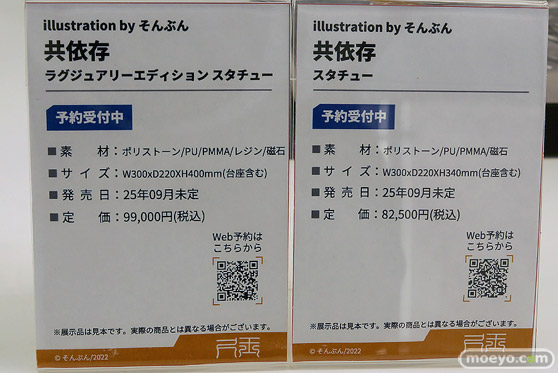 illustration by そんぶん
共依存
ラグジュアリーエディション スタチュー
予約受付中
■ 素　材：ポリストーン/PU/PMMA/レジン/磁石
■ サイズ：W300xD220XH400mm(台座含む)
■ 発売日：25年09月未定
■ 定　価：99,000円(税込)
Web予約は
こちらから
※展示品は見本です。実際の商品とは異なる場合がございます。
© そんぶん/2022
illustration by そんぶん
共依存
スタチュー
予約受付中
■ 素　材：ポリストーン/PU/PMMA/磁石
■ サイズ：W300xD220XH340mm(台座含む)
■ 発売日：25年09月未定
■ 定　価：82,500円(税込)
Web予約は
こちらから
※展示品は見本です。実際の商品とは異なる場合がございます。
© そんぶん/2022
moeyo.com